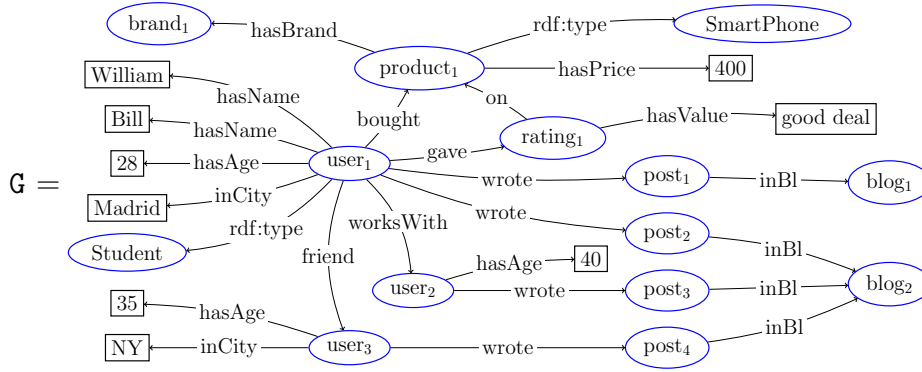 brand₁
hasBrand
rdf:type
SmartPhone
William
product₁
hasPrice
400
hasName
on
Bill
hasName
bought
rating₁
hasValue
good deal
28
hasAge
user₁
gave
G =
inCity
wrote
post₁
inBl
blog₁
Madrid
rdf:type
worksWith
wrote
post₂
Student
friend
inBl
hasAge
40
user₂
wrote
post₃
inBl
blog₂
35
hasAge
inBl
NY
inCity
user₃
wrote
post₄